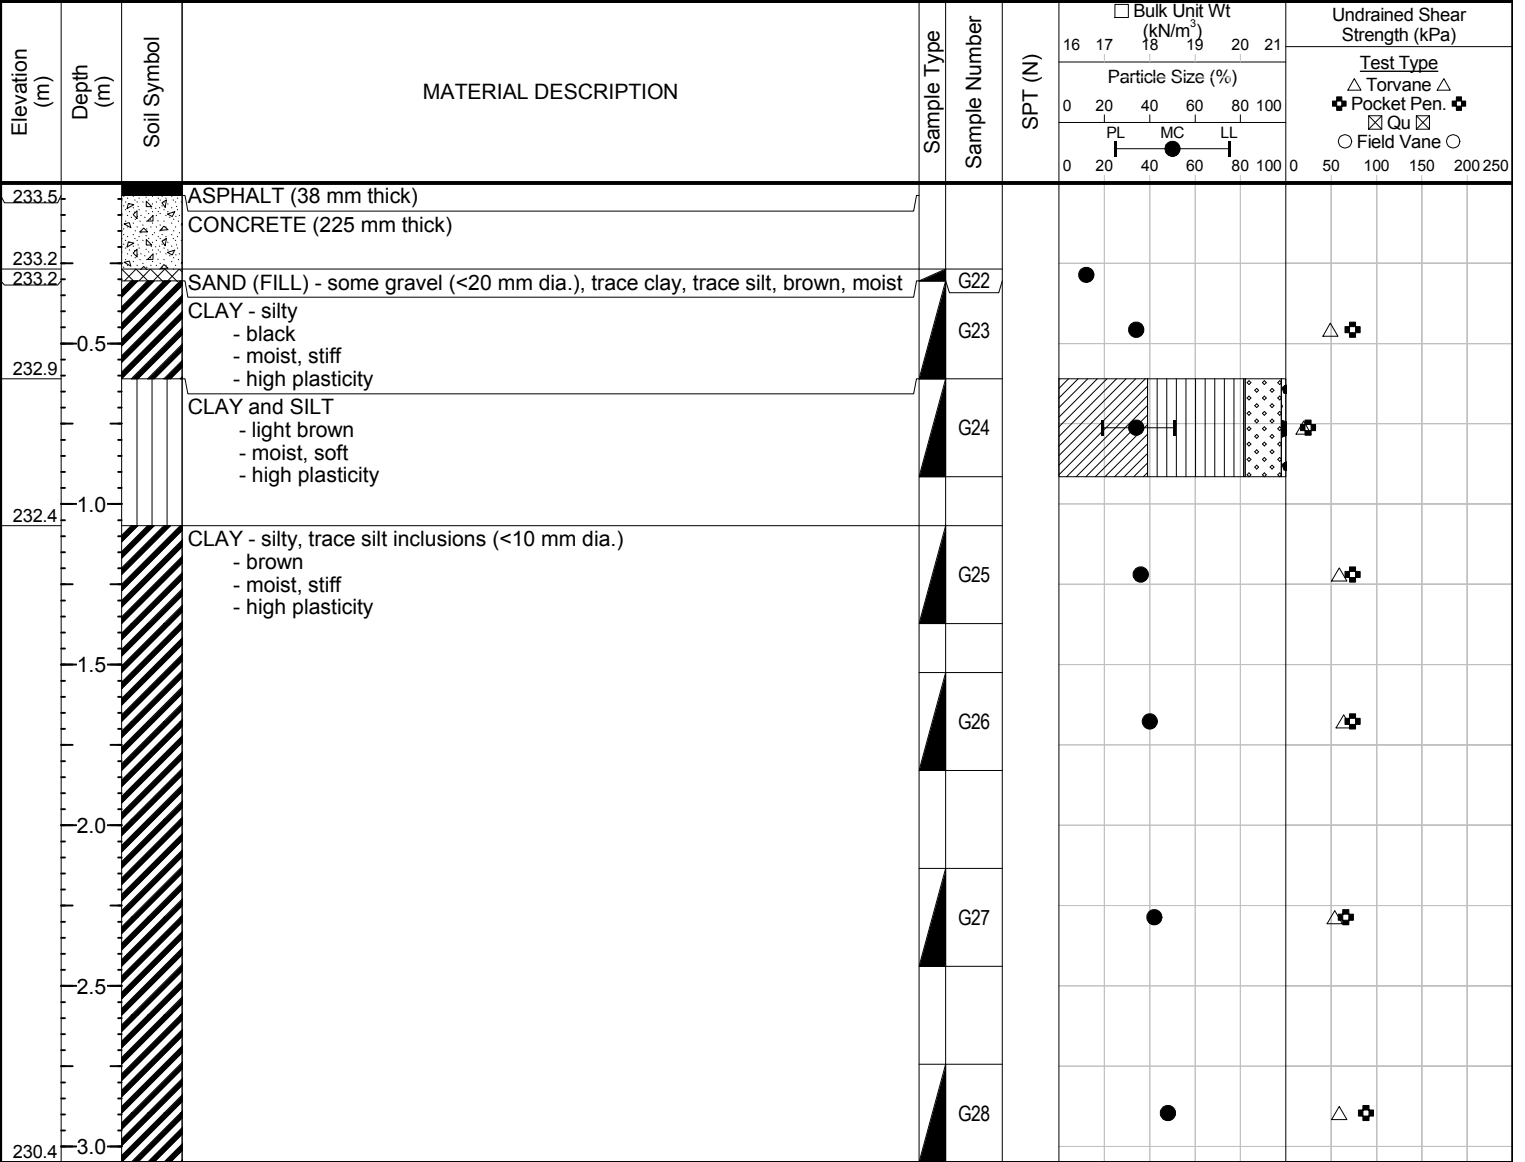 Elevation
(m)
Depth
(m)
Soil Symbol
MATERIAL DESCRIPTION
Sample Type
Sample Number
SPT (N)
Bulk Unit Wt
(kN/m³)
16 17 18 19 20 21
Particle Size (%)
0 20 40 60 80 100
PL MC LL
0 20 40 60 80 100
Undrained Shear
Strength (kPa)
Test Type
△ Torvane △
Pocket Pen.
☒ Qu ☒
○ Field Vane ○
0 50 100 150 200 250
233.5
ASPHALT (38 mm thick)
CONCRETE (225 mm thick)
233.2
233.2
SAND (FILL) - some gravel (<20 mm dia.), trace clay, trace silt, brown, moist
G22
CLAY - silty
- black
- moist, stiff
- high plasticity
G23
0.5
232.9
CLAY and SILT
- light brown
- moist, soft
- high plasticity
G24
1.0
232.4
CLAY - silty, trace silt inclusions (<10 mm dia.)
- brown
- moist, stiff
- high plasticity
G25
1.5
G26
2.0
G27
2.5
G28
3.0
230.4